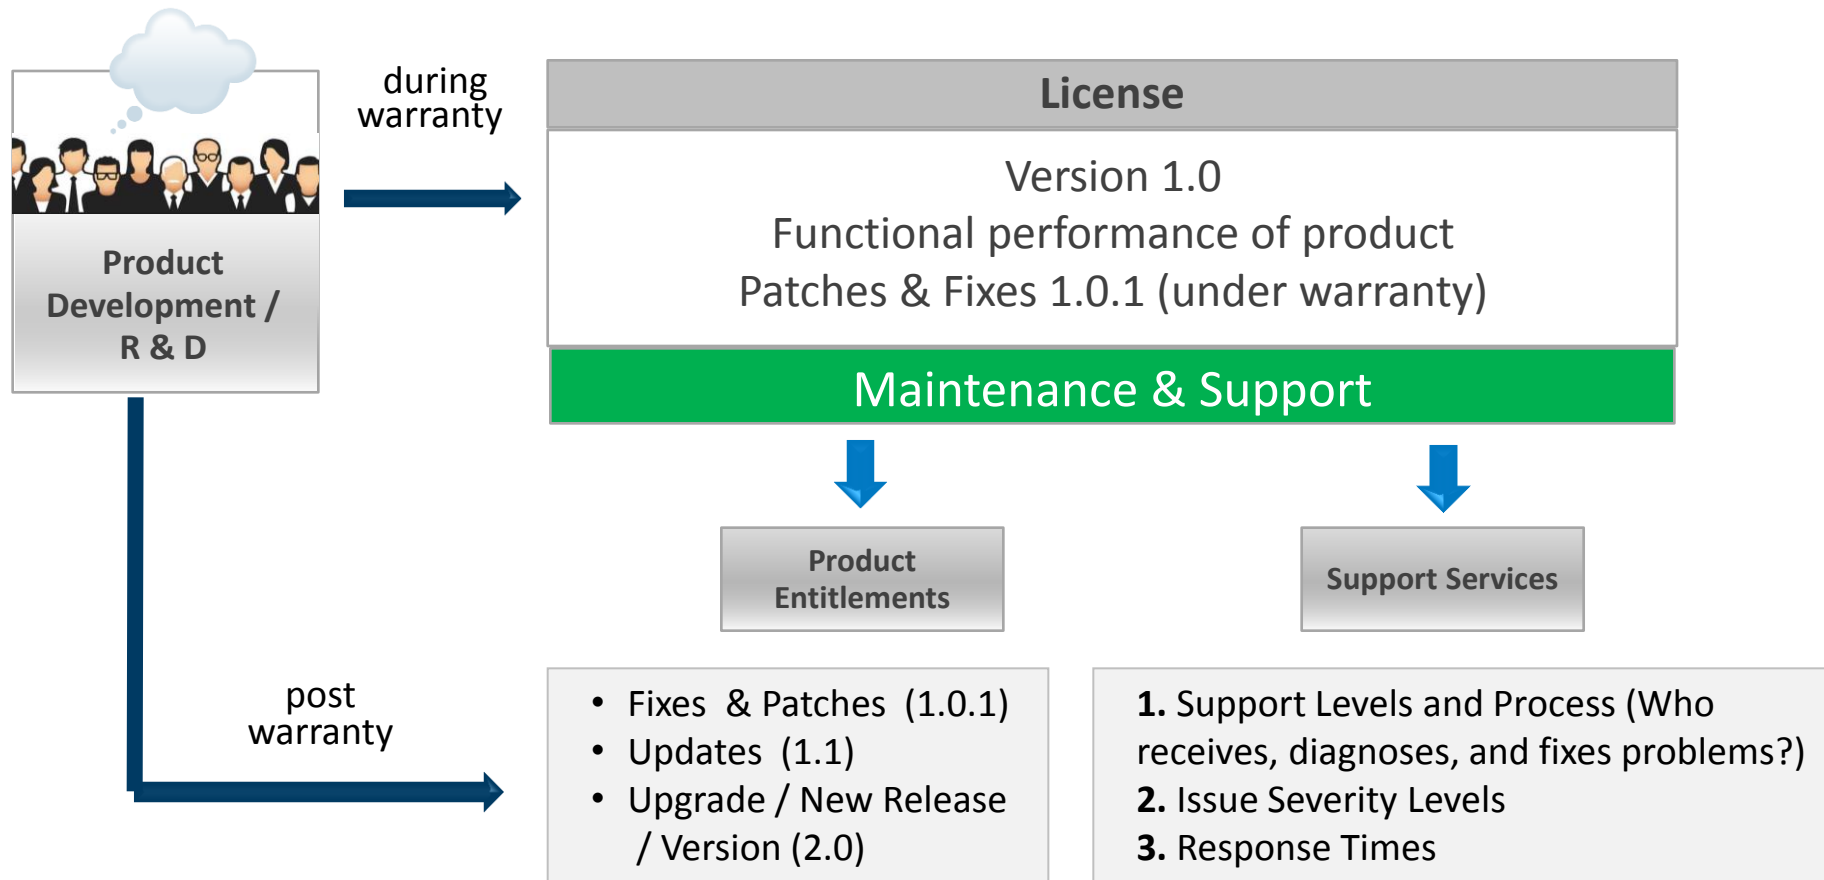 during
warranty
License
Version 1.0
Functional performance of product
Patches & Fixes 1.0.1 (under warranty)
Maintenance & Support
Product
Development /
R & D
Product
Entitlements
Support Services
post
warranty
• Fixes & Patches (1.0.1)
• Updates (1.1)
• Upgrade / New Release
/ Version (2.0)
1. Support Levels and Process (Who
receives, diagnoses, and fixes problems?)
2. Issue Severity Levels
3. Response Times